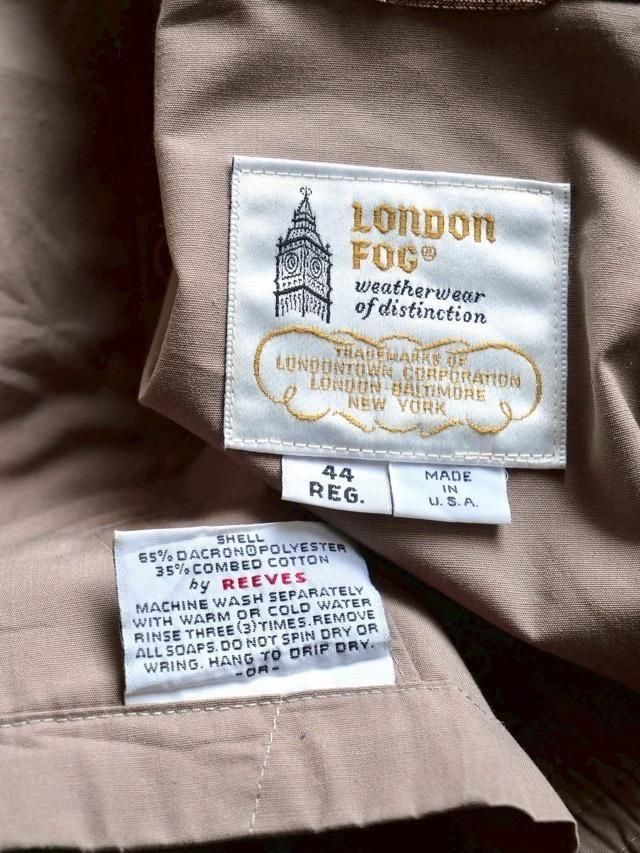 LONDON
FOG®
weatherwear
of distinction
TRADEMARKS OF
LONDONTOWN CORPORATION
LONDON BALTIMORE
NEW YORK
44
REG.
MADE
IN
U.S.A.
SHELL
65% DACRON® POLYESTER
35% COMBED COTTON
by REEVES
MACHINE WASH SEPARATELY
WITH WARM OR COLD WATER
RINSE THREE (3) TIMES. REMOVE
ALL SOAPS. DO NOT SPIN DRY OR
WRING. HANG TO DRIP DRY.
-OR-